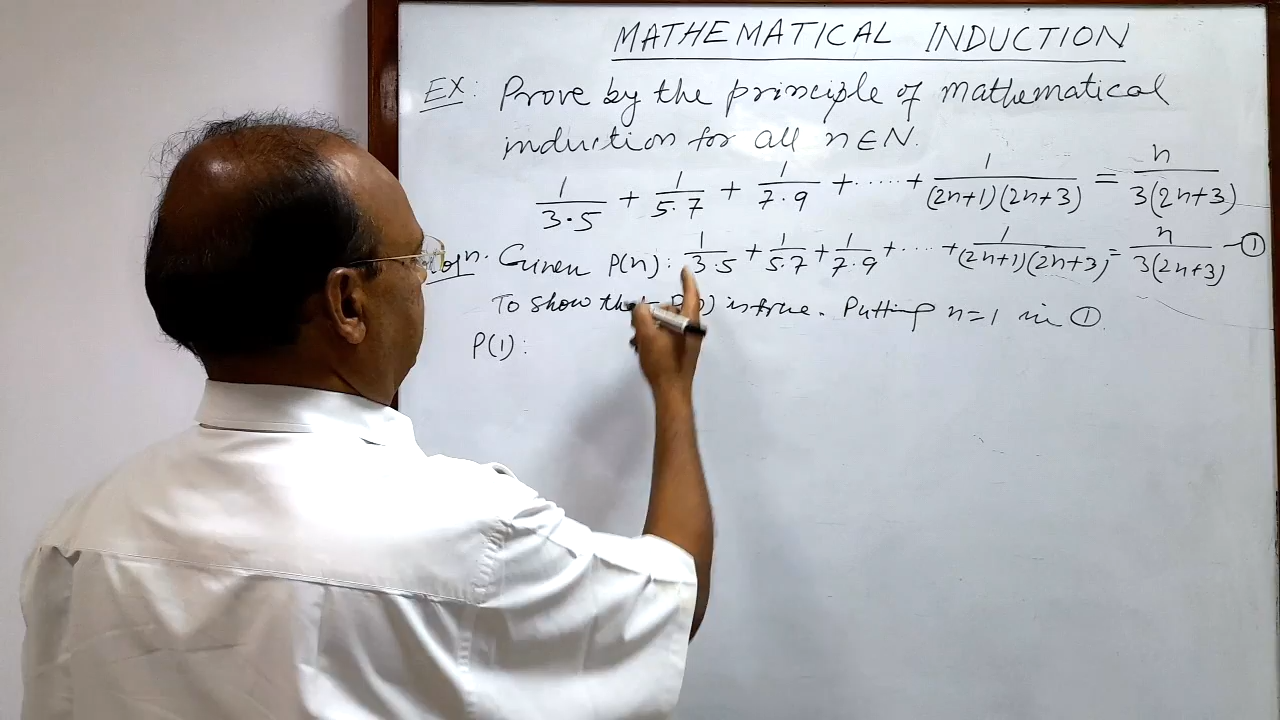 MATHEMATICAL INDUCTION
EX: Prove by the principle of mathematical
induction for all n∈N.
1/(3·5) + 1/(5·7) + 1/(7·9) + ..... + 1/((2n+1)(2n+3)) = n/(3(2n+3))
Given P(n): 1/(3·5) + 1/(5·7) + 1/(7·9) + .... + 1/((2n+1)(2n+3)) = n/(3(2n+3)) — ①
To show that is true. Putting n=1 in ①.
P(1):